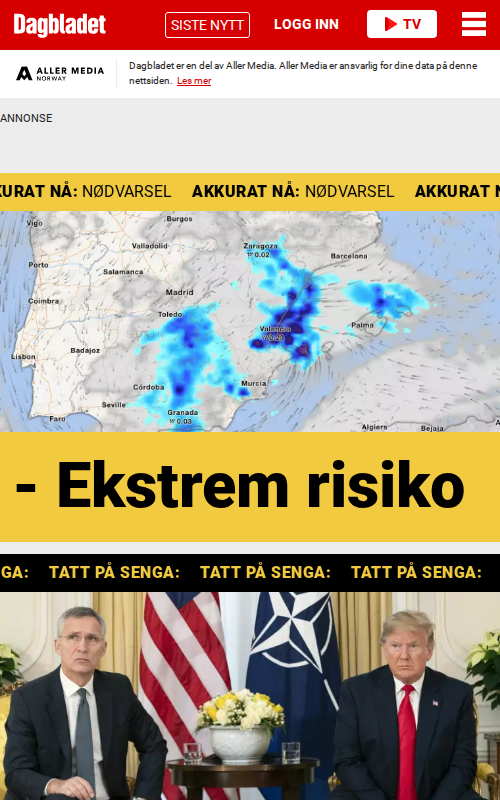 Dagbladet
SISTE NYTT
LOGG INN
TV
ALLER MEDIA
NORWAY
Dagbladet er en del av Aller Media. Aller Media er ansvarlig for dine data på denne
nettsiden. Les mer
ANNONSE
KURAT NÅ: NØDVARSEL AKKURAT NÅ: NØDVARSEL AKKURAT N
Vigo
Burgos
Valladolid
Zaragoza
0.02
Barcelona
Porto
Salamanca
Madrid
Coimbra
Toledo
Valencia
0.23
Palma
Lisbon
Badajoz
Córdoba
Murcia
Seville
Granada
0.03
Faro
Algiers
Bejaia
- Ekstrem risiko
GA: TATT PÅ SENGA: TATT PÅ SENGA: TATT PÅ SENGA: